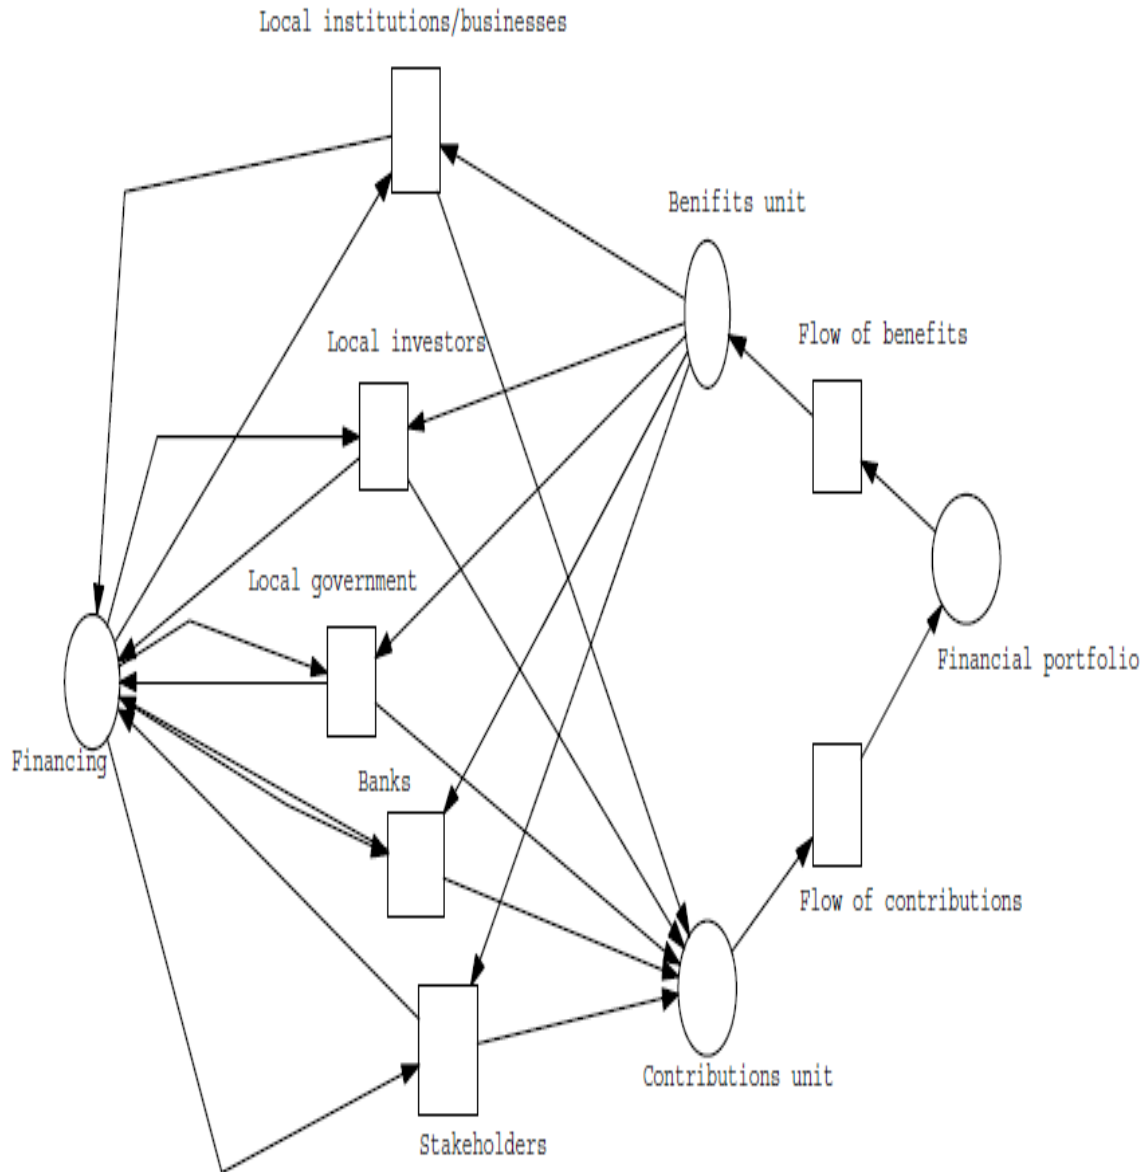 Local institutions/businesses
Benifits unit
Flow of benefits
Local investors
Local government
Financial portfolio
Financing
Banks
Flow of contributions
Contributions unit
Stakeholders